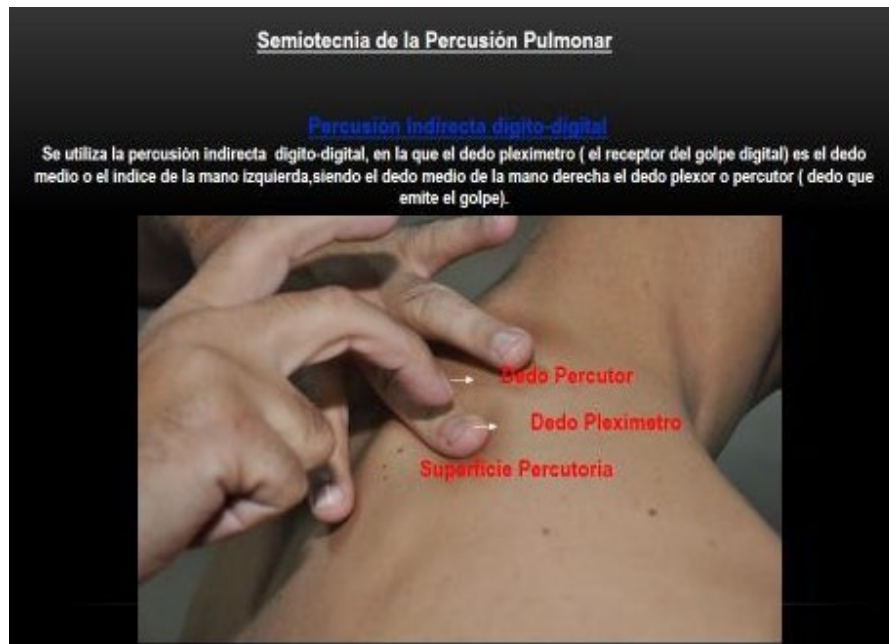 Semiotecnia de la Percusión Pulmonar
Percusión Indirecta digito-digital
Se utiliza la percusión indirecta digito-digital, en la que el dedo plexímetro ( el receptor del golpe digital) es el dedo
medio o el indice de la mano izquierda,siendo el dedo medio de la mano derecha el dedo plexor o percutor ( dedo que
emite el golpe).
Dedo Percutor
Dedo Pleximetro
Superficie Percutoria